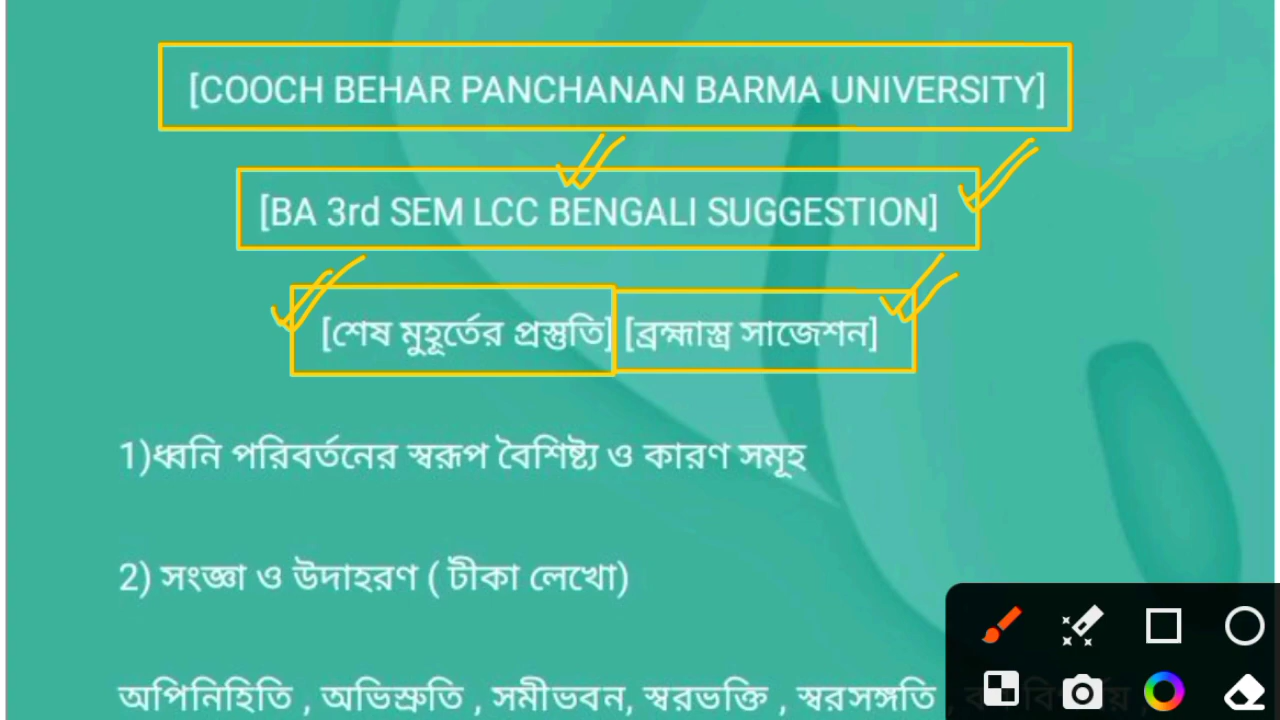 [COOCH BEHAR PANCHANAN BARMA UNIVERSITY]
[BA 3rd SEM LCC BENGALI SUGGESTION]
[শেষ মুহূর্তের প্রস্তুতি] [ব্রহ্মাস্ত্র সাজেশন]
1)ধ্বনি পরিবর্তনের স্বরূপ বৈশিষ্ট্য ও কারণ সমূহ
2) সংজ্ঞা ও উদাহরণ ( টীকা লেখো)
অপিনিহিতি , অভিস্রুতি , সমীভবন, স্বরভক্তি , স্বরসঙ্গতি